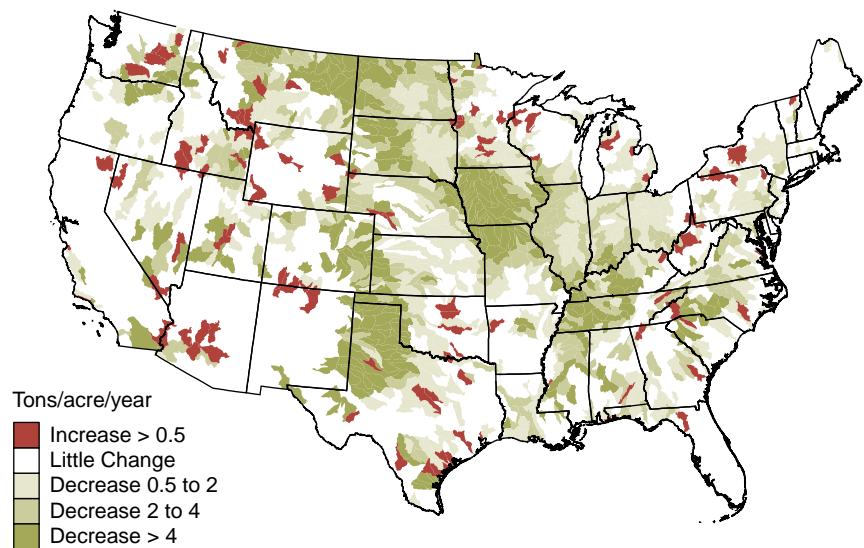 Tons/acre/year
Increase > 0.5
Little Change
Decrease 0.5 to 2
Decrease 2 to 4
Decrease > 4